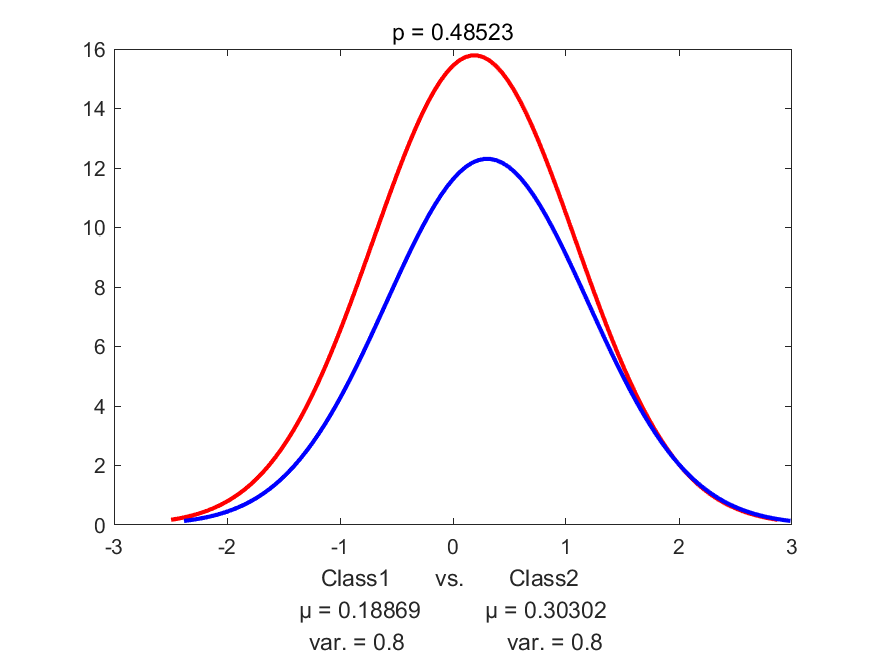 p = 0.48523
16
14
12
10
8
6
4
2
0
-3 -2 -1 0 1 2 3
Class1 vs. Class2
μ = 0.18869 μ = 0.30302
var. = 0.8 var. = 0.8